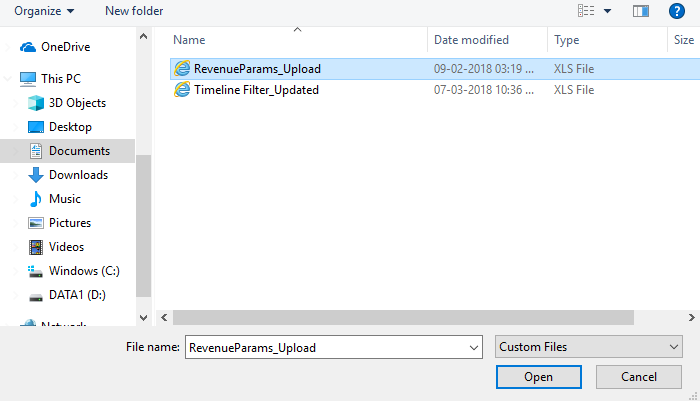 Organize New folder
OneDrive
This PC
3D Objects
Desktop
Documents
Downloads
Music
Pictures
Videos
Windows (C:)
DATA1 (D:)
Network
Name Date modified Type Size
RevenueParams_Upload 09-02-2018 03:19 ... XLS File
Timeline Filter_Updated 07-03-2018 10:36 ... XLS File
File name: RevenueParams_Upload Custom Files
Open Cancel